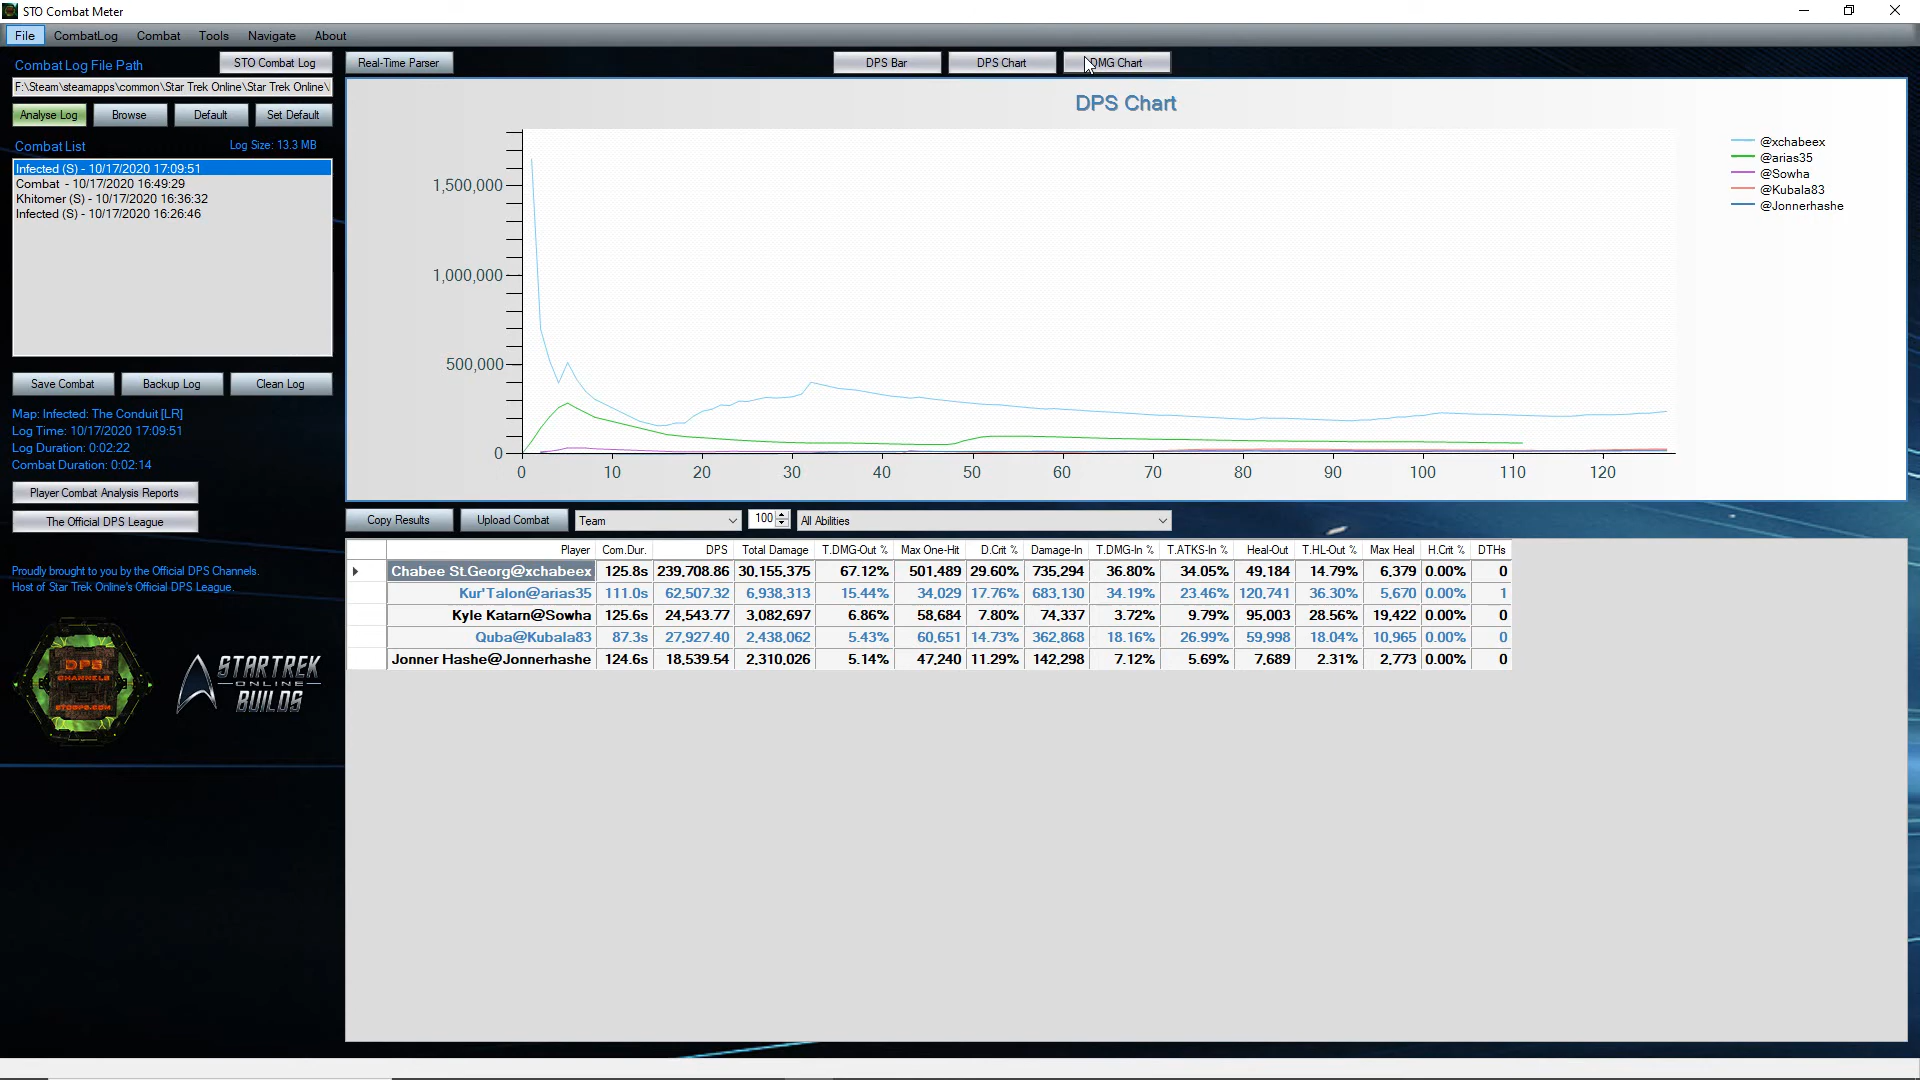 STO Combat Meter
File CombatLog Combat Tools Navigate About
Combat Log File Path STO Combat Log
F:\Steam\steamapps\common\Star Trek Online\Star Trek Online\
Analyse Log Browse Default Set Default
Combat List Log Size: 13.3 MB
Infected (S) - 10/17/2020 17:09:51
Combat - 10/17/2020 16:49:29
Khitomer (S) - 10/17/2020 16:36:32
Infected (S) - 10/17/2020 16:26:46
Save Combat Backup Log Clean Log
Map: Infected: The Conduit [LR]
Log Time: 10/17/2020 17:09:51
Log Duration: 0:02:22
Combat Duration: 0:02:14
Player Combat Analysis Reports
The Official DPS League
Proudly brought to you by the Official DPS Channels.
Host of Star Trek Online's Official DPS League.
DPS
CHANNELS
STODPS.COM
STARTREK
ONLINE
BUILDS
Real-Time Parser DPS Bar DPS Chart DMG Chart
DPS Chart
1,500,000
1,000,000
500,000
0
0 10 20 30 40 50 60 70 80 90 100 110 120
@xchabeex
@arias35
@Sowha
@Kubala83
@Jonnerhashe
Copy Results Upload Combat Team 100 All Abilities
Player Com.Dur. DPS Total Damage T.DMG-Out % Max One-Hit D.Crit % Damage-In T.DMG-In % T.ATKS-In % Heal-Out T.HL-Out % Max Heal H.Crit % DTHs
Chabee St.Georg@xchabeex 125.8s 239,708.86 30,155,375 67.12% 501,489 29.60% 735,294 36.80% 34.05% 49,184 14.79% 6,379 0.00% 0
Kur'Talon@arias35 111.0s 62,507.32 6,938,313 15.44% 34,029 17.76% 683,130 34.19% 23.46% 120,741 36.30% 5,670 0.00% 1
Kyle Katarn@Sowha 125.6s 24,543.77 3,082,697 6.86% 58,684 7.80% 74,337 3.72% 9.79% 95,003 28.56% 19,422 0.00% 0
Quba@Kubala83 87.3s 27,927.40 2,438,062 5.43% 60,651 14.73% 362,868 18.16% 26.99% 59,998 18.04% 10,965 0.00% 0
Jonner Hashe@Jonnerhashe 124.6s 18,539.54 2,310,026 5.14% 47,240 11.29% 142,298 7.12% 5.69% 7,689 2.31% 2,773 0.00% 0